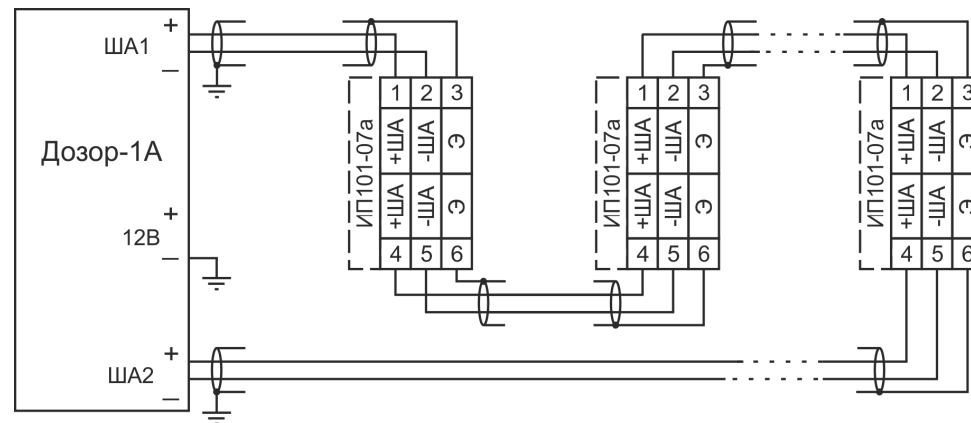 +
ША1
—
Дозор-1А
+
12В
—
+
ША2
—
ИП101-07а
1 2 3
+ША -ША Э
+ША -ША Э
4 5 6
ИП101-07а
1 2 3
+ША -ША Э
+ША -ША Э
4 5 6
ИП101-07а
1 2 3
+ША -ША Э
+ША -ША Э
4 5 6